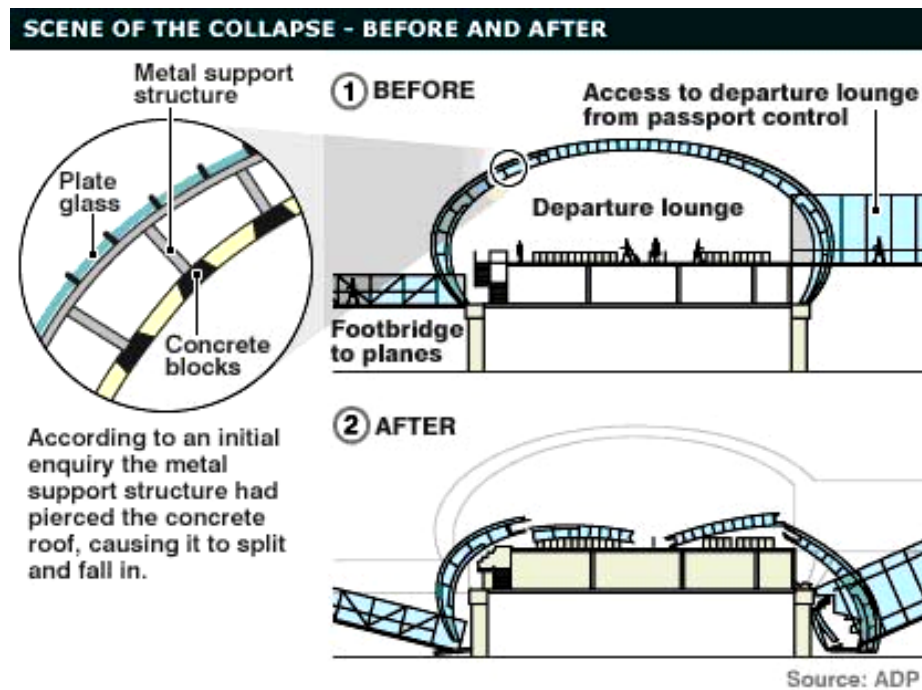 SCENE OF THE COLLAPSE - BEFORE AND AFTER
Metal support
structure
Plate
glass
Concrete
blocks
According to an initial
enquiry the metal
support structure had
pierced the concrete
roof, causing it to split
and fall in.
1 BEFORE
Access to departure lounge
from passport control
Departure lounge
Footbridge
to planes
2 AFTER
Source: ADP